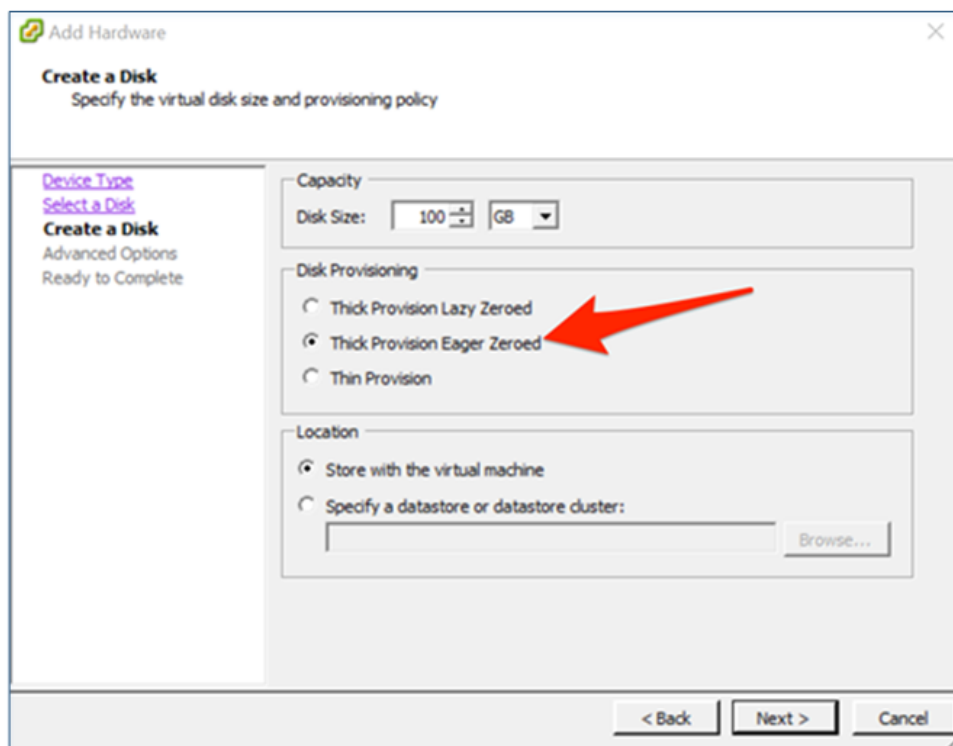 Add Hardware
Create a Disk
Specify the virtual disk size and provisioning policy
Device Type
Select a Disk
Create a Disk
Advanced Options
Ready to Complete
Capacity
Disk Size: 100 GB
Disk Provisioning
Thick Provision Lazy Zeroed
Thick Provision Eager Zeroed
Thin Provision
Location
Store with the virtual machine
Specify a datastore or datastore cluster:
Browse...
< Back Next > Cancel